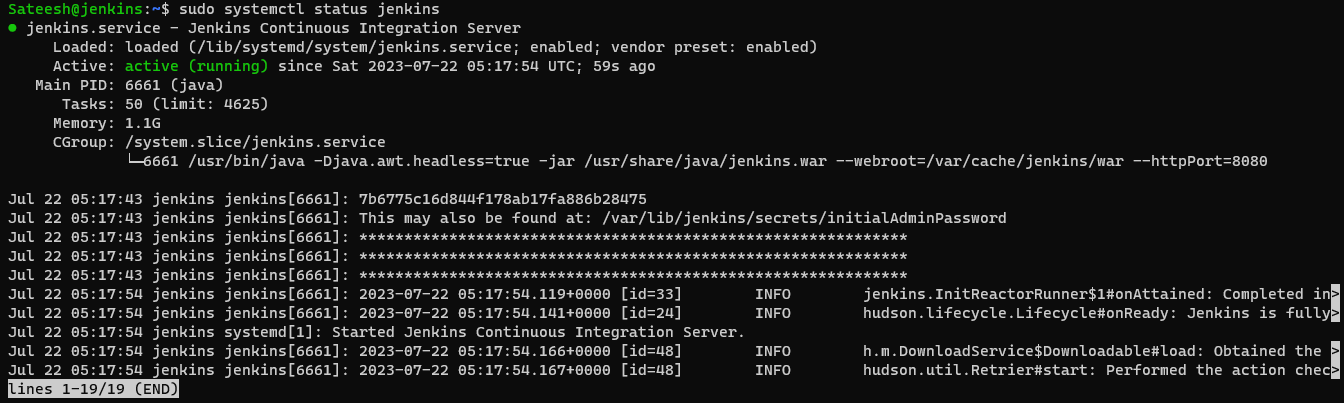 Sateesh@jenkins:~$ sudo systemctl status jenkins
● jenkins.service - Jenkins Continuous Integration Server
     Loaded: loaded (/lib/systemd/system/jenkins.service; enabled; vendor preset: enabled)
     Active: active (running) since Sat 2023-07-22 05:17:54 UTC; 59s ago
   Main PID: 6661 (java)
      Tasks: 50 (limit: 4625)
     Memory: 1.1G
     CGroup: /system.slice/jenkins.service
             └─6661 /usr/bin/java -Djava.awt.headless=true -jar /usr/share/java/jenkins.war --webroot=/var/cache/jenkins/war --httpPort=8080
Jul 22 05:17:43 jenkins jenkins[6661]: 7b6775c16d844f178ab17fa886b28475
Jul 22 05:17:43 jenkins jenkins[6661]: This may also be found at: /var/lib/jenkins/secrets/initialAdminPassword
Jul 22 05:17:43 jenkins jenkins[6661]: *************************************************************
Jul 22 05:17:43 jenkins jenkins[6661]: *************************************************************
Jul 22 05:17:43 jenkins jenkins[6661]: *************************************************************
Jul 22 05:17:54 jenkins jenkins[6661]: 2023-07-22 05:17:54.119+0000 [id=33]        INFO        jenkins.InitReactorRunner$1#onAttained: Completed in>
Jul 22 05:17:54 jenkins jenkins[6661]: 2023-07-22 05:17:54.141+0000 [id=24]        INFO        hudson.lifecycle.Lifecycle#onReady: Jenkins is fully>
Jul 22 05:17:54 jenkins systemd[1]: Started Jenkins Continuous Integration Server.
Jul 22 05:17:54 jenkins jenkins[6661]: 2023-07-22 05:17:54.166+0000 [id=48]        INFO        h.m.DownloadService$Downloadable#load: Obtained the >
Jul 22 05:17:54 jenkins jenkins[6661]: 2023-07-22 05:17:54.167+0000 [id=48]        INFO        hudson.util.Retrier#start: Performed the action chec>
lines 1-19/19 (END)